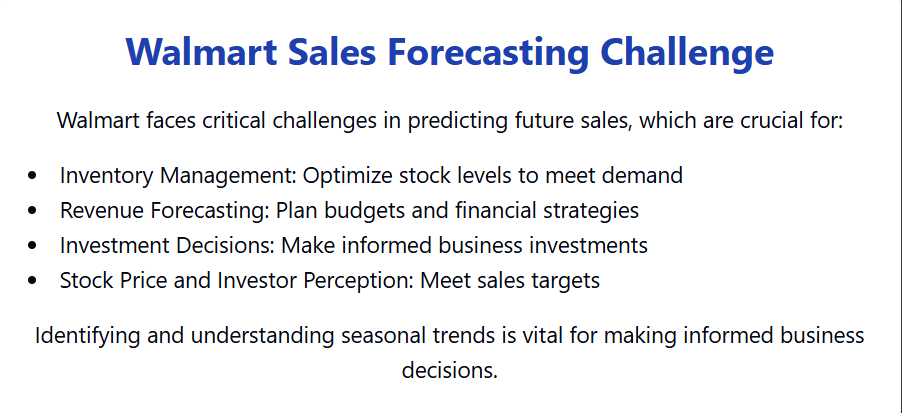 Walmart Sales Forecasting Challenge
Walmart faces critical challenges in predicting future sales, which are crucial for:
• Inventory Management: Optimize stock levels to meet demand
• Revenue Forecasting: Plan budgets and financial strategies
• Investment Decisions: Make informed business investments
• Stock Price and Investor Perception: Meet sales targets
Identifying and understanding seasonal trends is vital for making informed business
decisions.